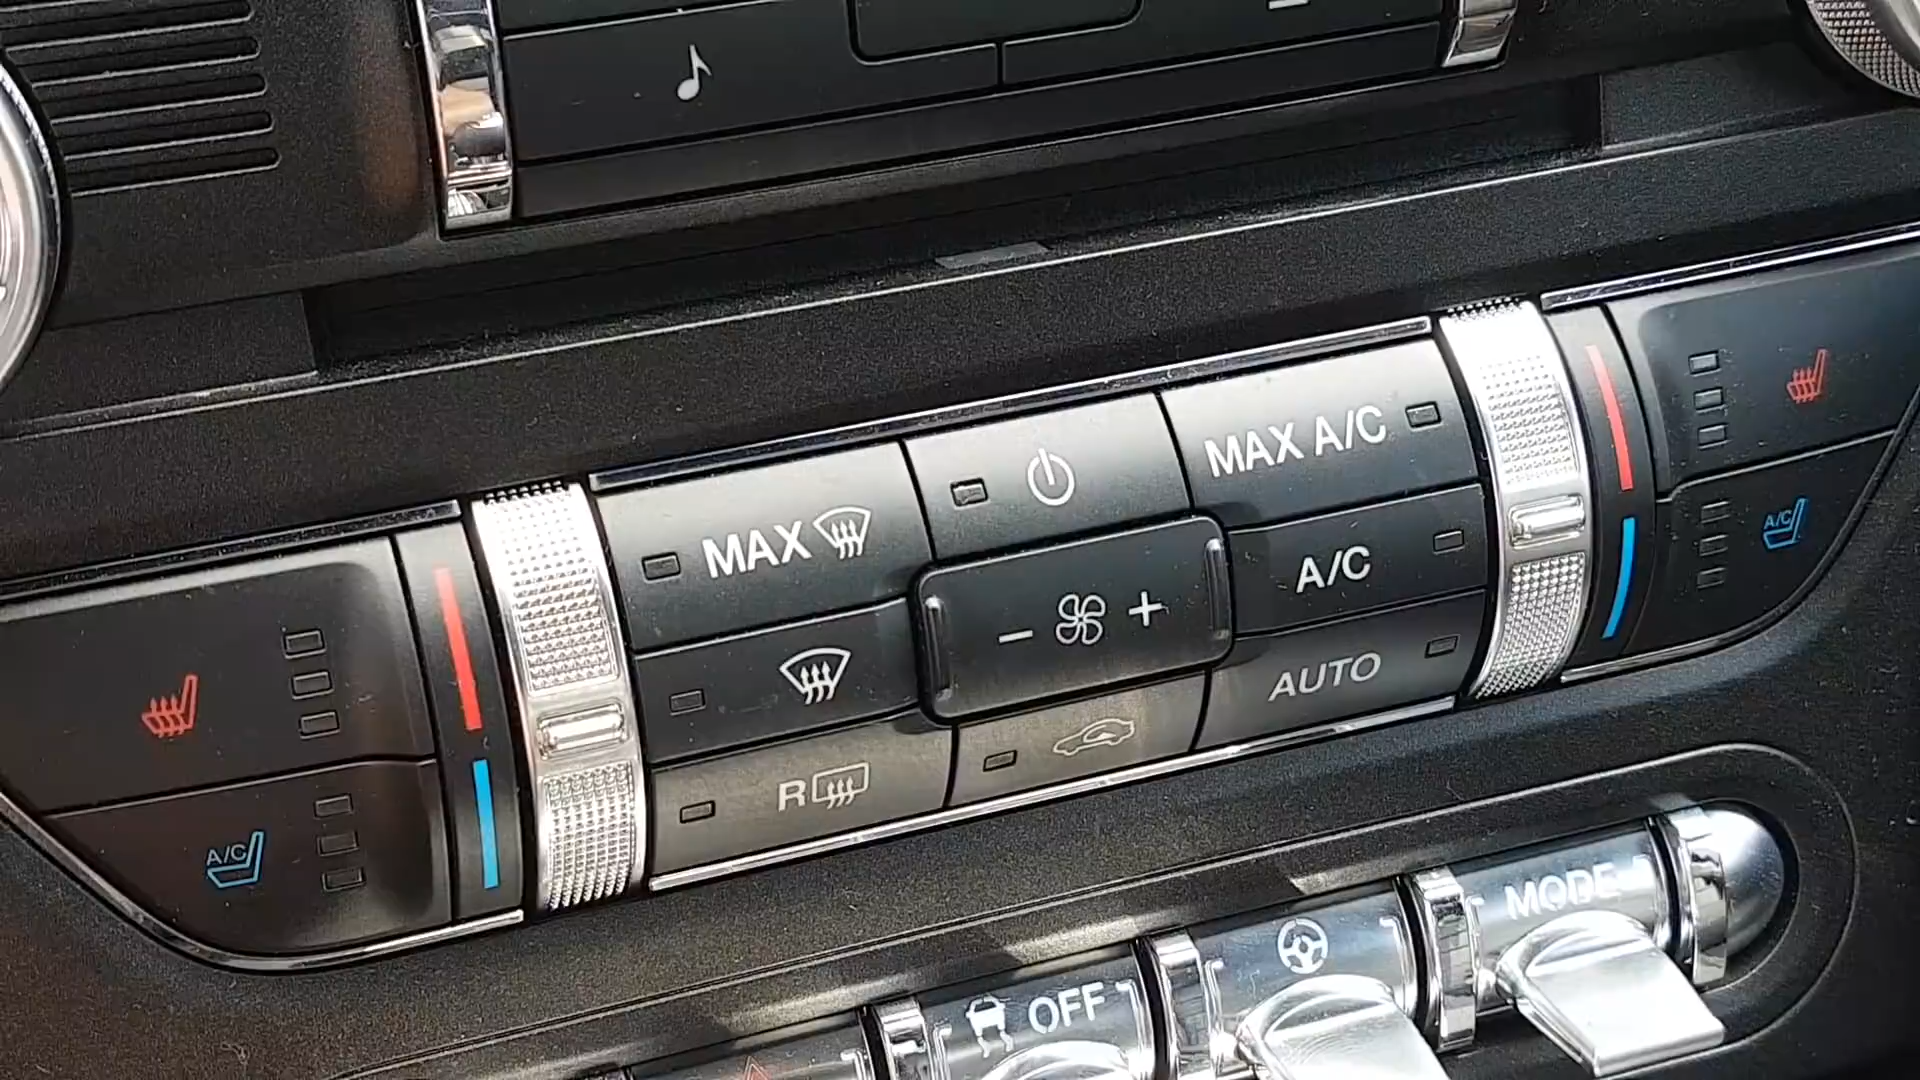 MAX A/C
MAX
A/C
A/C
− +
AUTO
R
A/C
MODE
OFF